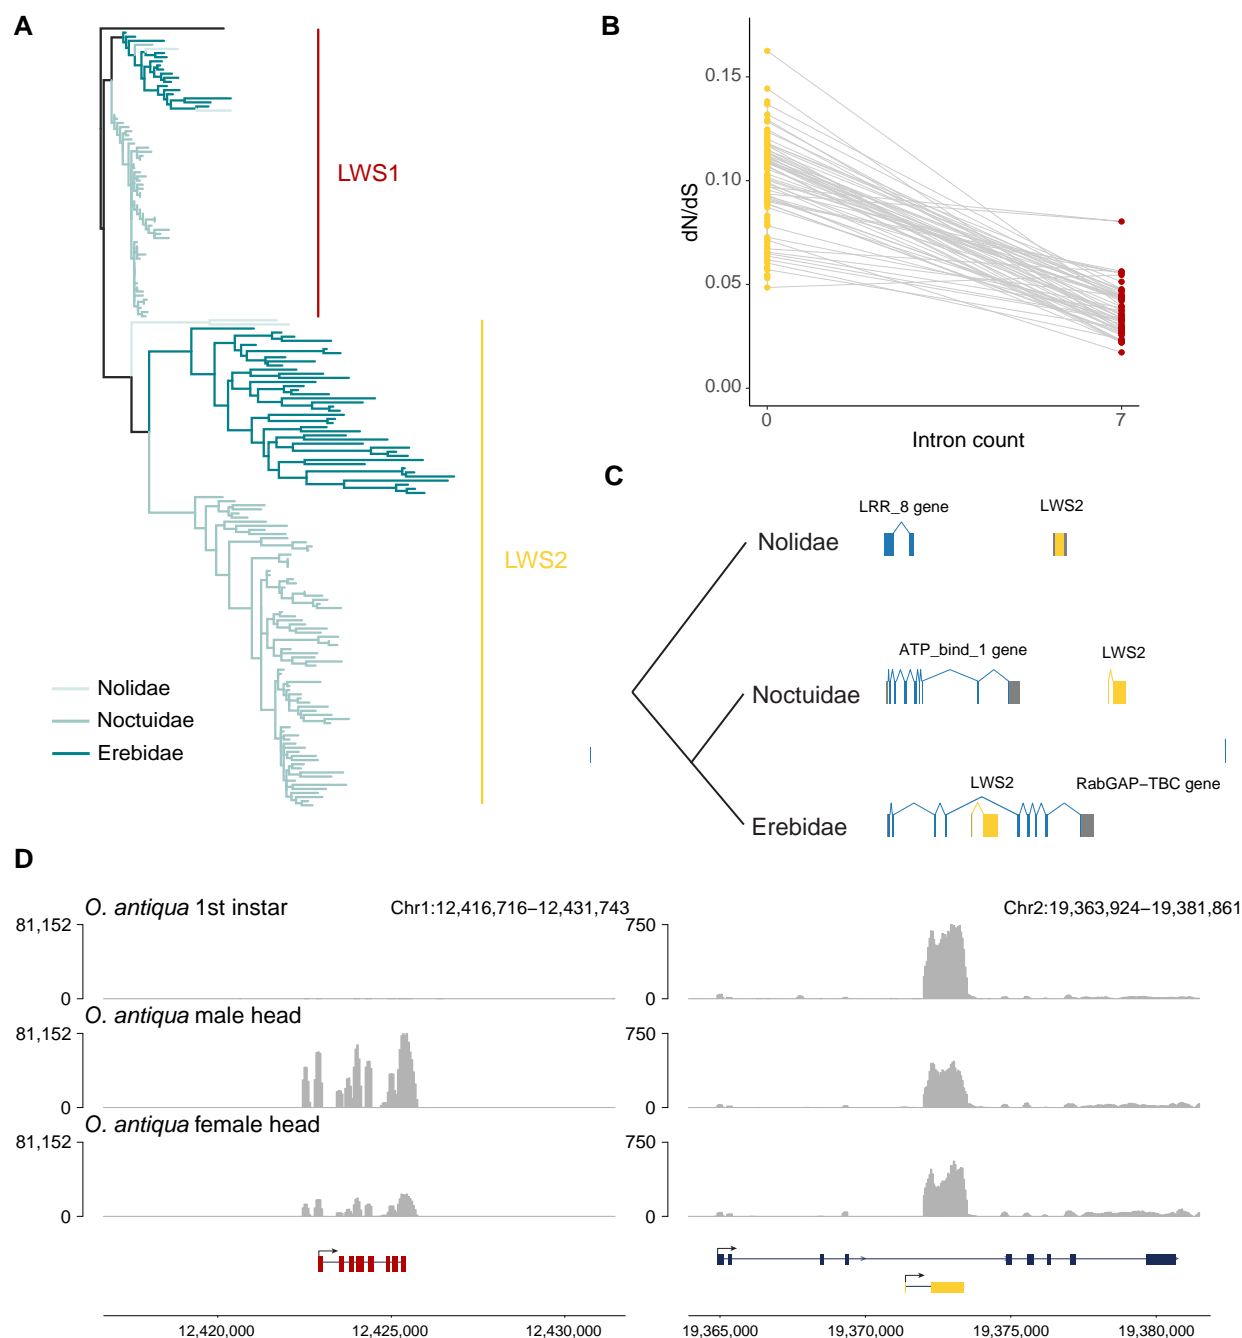 A
LWS1
LWS2
Nolidae
Noctuidae
Erebidae
B
0.15
0.10
0.05
0.00
dN/dS
0
7
Intron count
C
LRR_8 gene
LWS2
Nolidae
ATP_bind_1 gene
LWS2
Noctuidae
RabGAP–TBC gene
LWS2
Erebidae
D
O. antiqua 1st instar
Chr1:12,416,716–12,431,743
Chr2:19,363,924–19,381,861
81,152
0
750
0
O. antiqua male head
81,152
0
750
0
O. antiqua female head
81,152
0
750
0
12,420,000
12,425,000
12,430,000
19,365,000
19,370,000
19,375,000
19,380,000